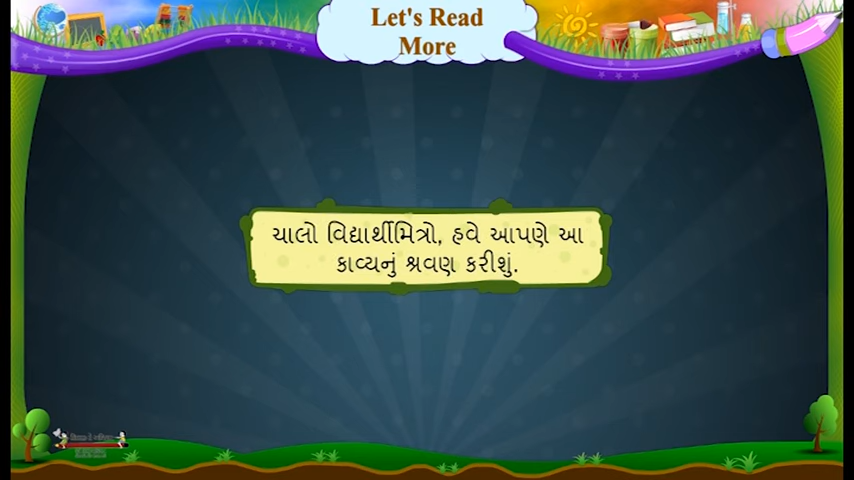 Let's Read
More
ચાલો વિદ્યાર્થીમિત્રો, હવે આપણે આ
કાવ્યનું શ્રવણ કરીશું.